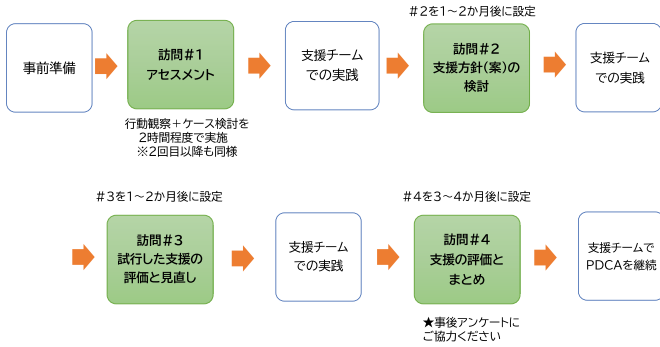 #2を1~2か月後に設定
事前準備
訪問#1
アセスメント
支援チーム
での実践
訪問#2
支援方針(案)の
検討
支援チーム
での実践
行動観察+ケース検討を
2時間程度で実施
※2回目以降も同様
#3を1~2か月後に設定
#4を3~4か月後に設定
訪問#3
試行した支援の
評価と見直し
支援チーム
での実践
訪問#4
支援の評価と
まとめ
支援チームで
PDCAを継続
★事後アンケートに
ご協力ください